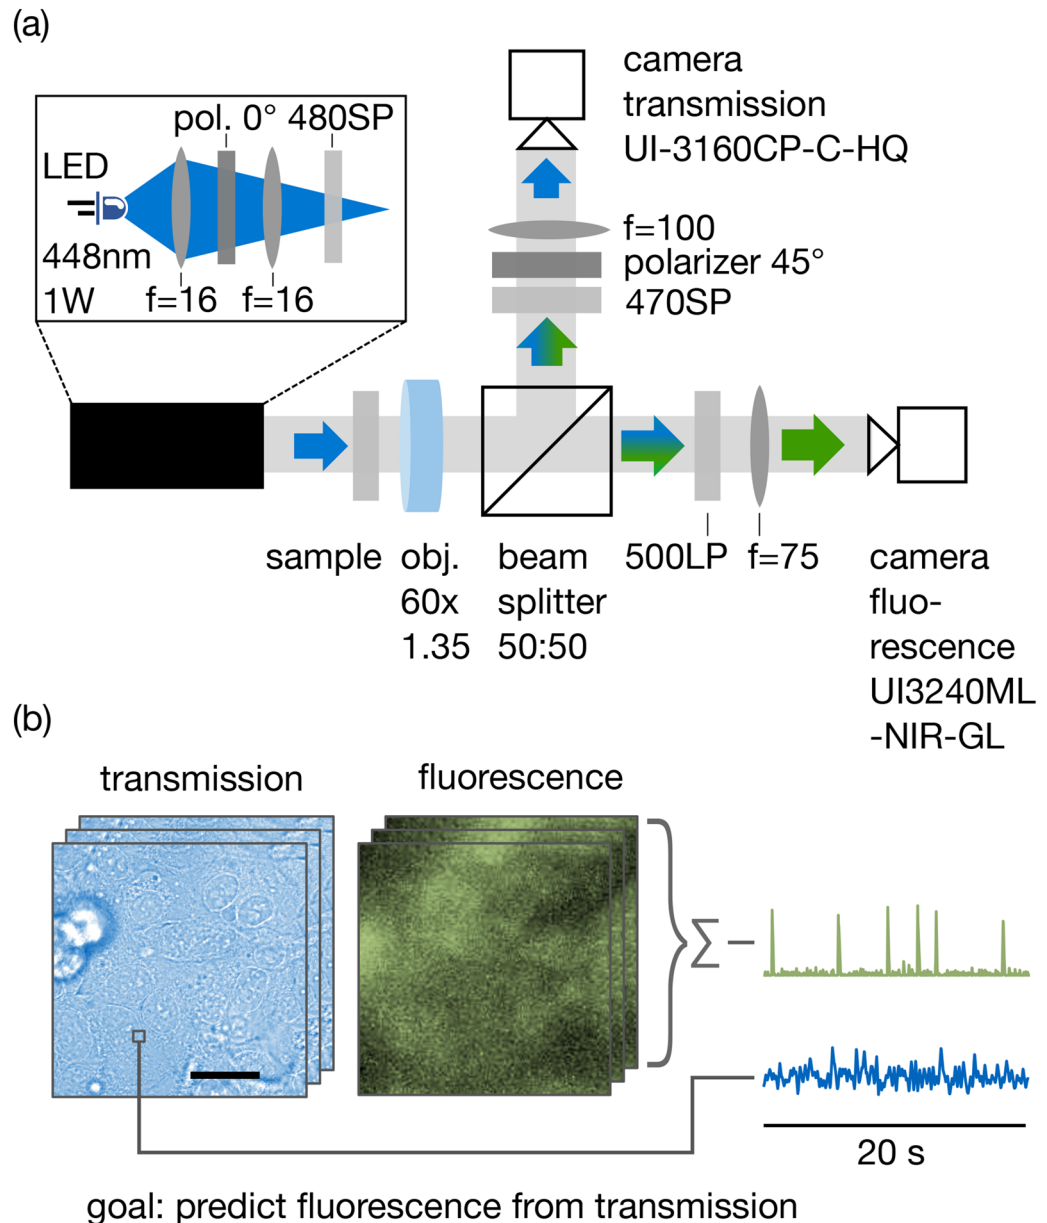 (a)
camera
transmission
UI-3160CP-C-HQ
pol. 0° 480SP
LED
448nm
1W
f=16 f=16
f=100
polarizer 45°
470SP
sample
obj.
60x
1.35
beam
splitter
50:50
500LP
f=75
camera
fluo-
rescence
UI3240ML
-NIR-GL
(b)
transmission
fluorescence
Σ
20 s
goal: predict fluorescence from transmission